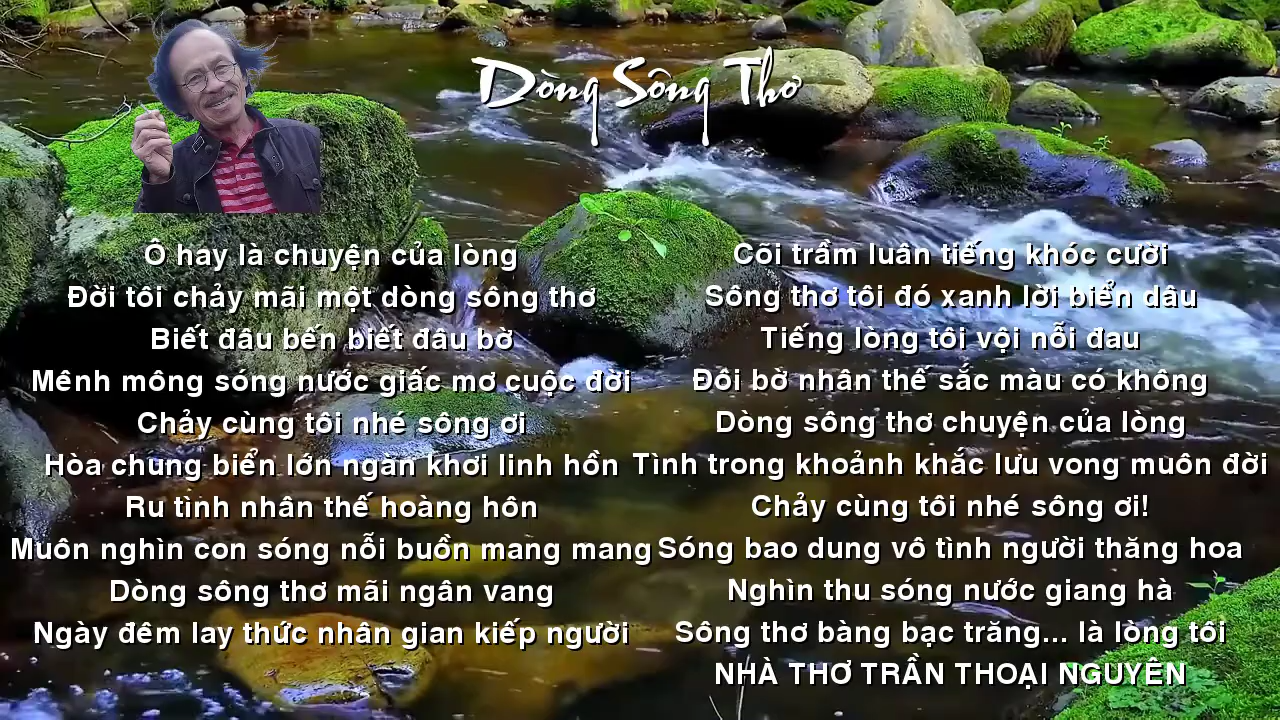 Dòng Sông Thơ
Ô hay là chuyện của lòng
Đời tôi chảy mãi một dòng sông thơ
Biết đâu bến biết đâu bờ
Mênh mông sóng nước giấc mơ cuộc đời
Chảy cùng tôi nhé sông ơi
Hòa chung biển lớn ngàn khơi linh hồn
Ru tình nhân thế hoàng hôn
Muôn nghìn con sóng nỗi buồn mang mang
Dòng sông thơ mãi ngân vang
Ngày đêm lay thức nhân gian kiếp người
Cõi trầm luân tiếng khóc cười
Sông thơ tôi đó xanh lời biển dâu
Tiếng lòng tôi vội nỗi đau
Đôi bờ nhân thế sắc màu có không
Dòng sông thơ chuyện của lòng
Tình trong khoảnh khắc lưu vong muôn đời
Chảy cùng tôi nhé sông ơi!
Sóng bao dung vô tình người thăng hoa
Nghìn thu sóng nước giang hà
Sông thơ bàng bạc trăng... là lòng tôi
NHÀ THƠ TRẦN THOẠI NGUYÊN